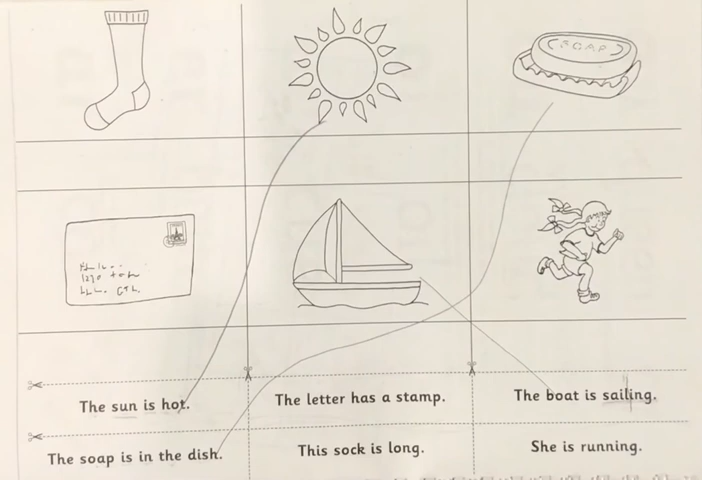 SOAP
The sun is hot.
The letter has a stamp.
The boat is sailing.
The soap is in the dish.
This sock is long.
She is running.